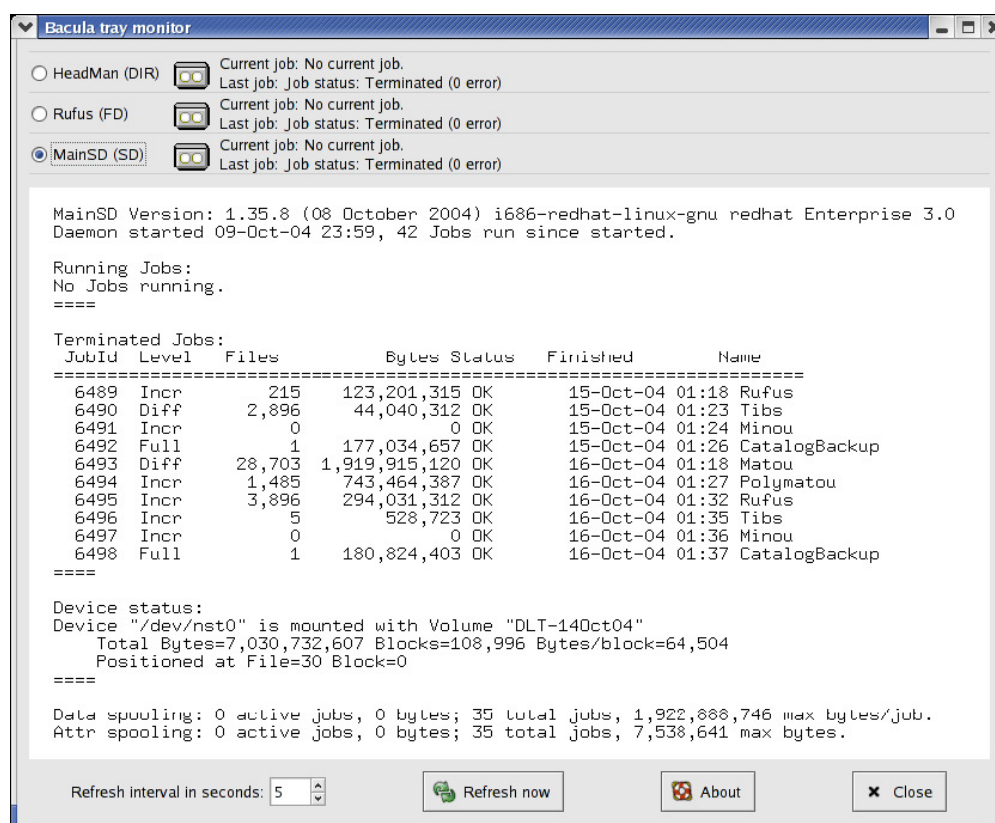 Bacula tray monitor
HeadMan (DIR)
Current job: No current job.
Last job: Job status: Terminated (0 error)
Rufus (FD)
Current job: No current job.
Last job: Job status: Terminated (0 error)
MainSD (SD)
Current job: No current job.
Last job: Job status: Terminated (0 error)
MainSD Version: 1.35.8 (08 October 2004) i686-redhat-linux-gnu redhat Enterprise 3.0
Daemon started 09-Oct-04 23:59, 42 Jobs run since started.
Running Jobs:
No Jobs running.
====
Terminated Jobs:
JobId Level Files Bytes Status Finished Name
======================================================================
6489 Incr 215 123,201,315 OK 15-Oct-04 01:18 Rufus
6490 Diff 2,896 44,040,312 OK 15-Oct-04 01:23 Tibs
6491 Incr 0 0 OK 15-Oct-04 01:24 Minou
6492 Full 1 177,034,657 OK 15-Oct-04 01:26 CatalogBackup
6493 Diff 28,703 1,919,915,120 OK 16-Oct-04 01:18 Matou
6494 Incr 1,485 743,464,387 OK 16-Oct-04 01:27 Polymatou
6495 Incr 3,896 294,031,312 OK 16-Oct-04 01:32 Rufus
6496 Incr 5 528,723 OK 16-Oct-04 01:35 Tibs
6497 Incr 0 0 OK 16-Oct-04 01:36 Minou
6498 Full 1 180,824,403 OK 16-Oct-04 01:37 CatalogBackup
====
Device status:
Device "/dev/nst0" is mounted with Volume "DLT-14Oct04"
Total Bytes=7,030,732,607 Blocks=108,996 Bytes/block=64,504
Positioned at File=30 Block=0
====
Data spooling: 0 active jobs, 0 bytes; 35 total jobs, 1,922,888,746 max bytes/job.
Attr spooling: 0 active jobs, 0 bytes; 35 total jobs, 7,538,641 max bytes.
Refresh interval in seconds: 5
Refresh now
About
Close